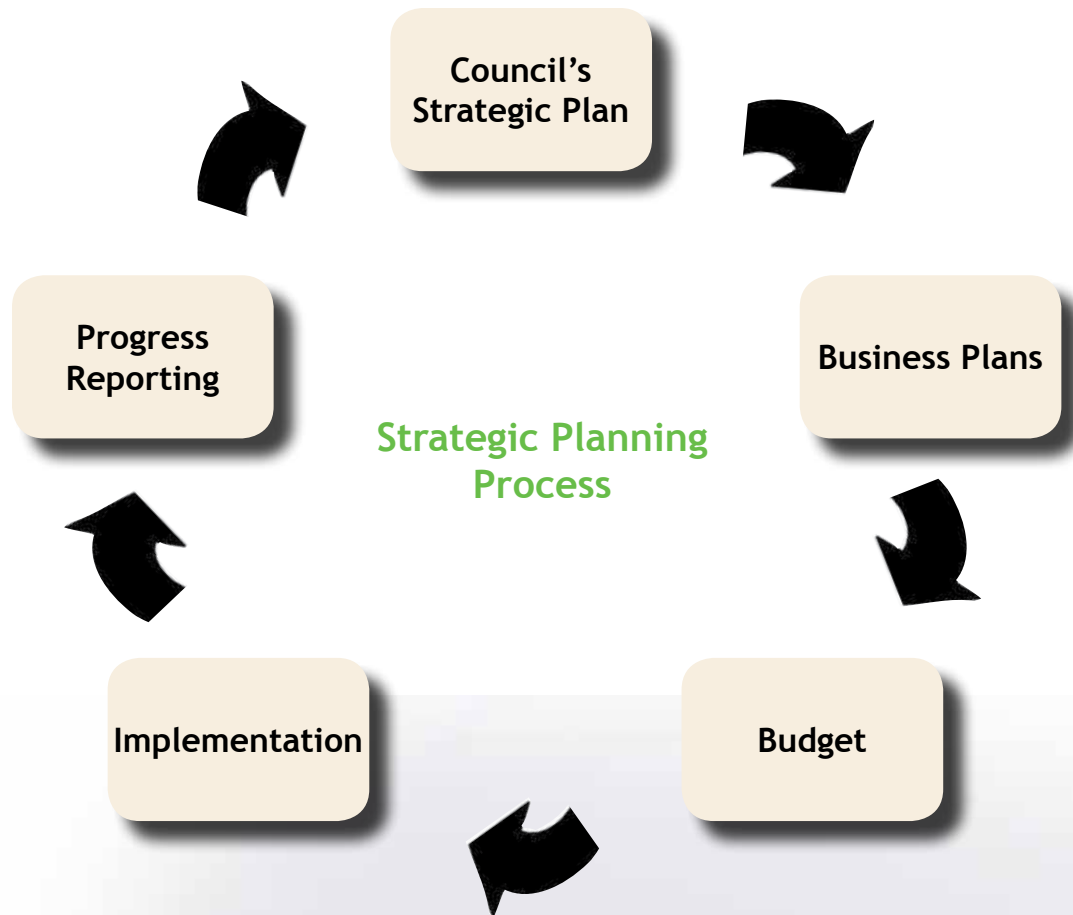 Council’s
Strategic Plan
Progress
Reporting
Business Plans
Strategic Planning
Process
Implementation
Budget